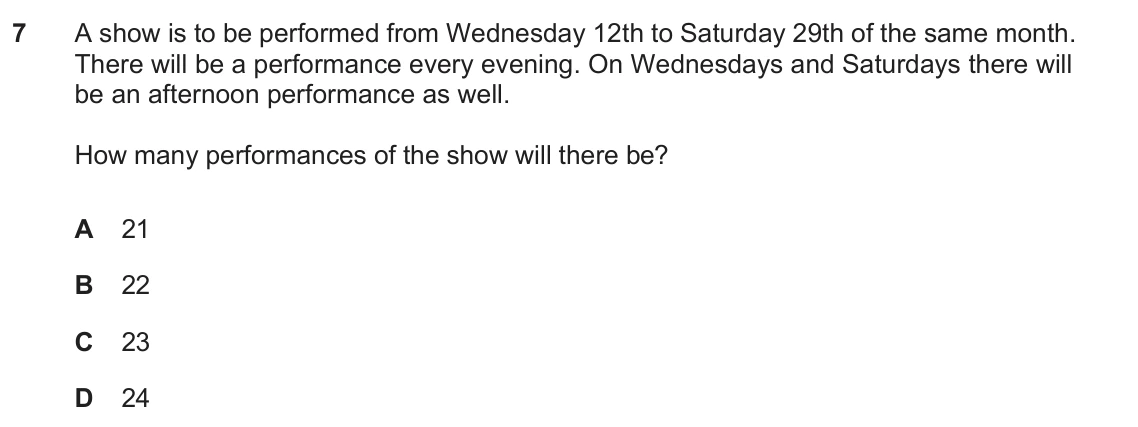 7 A show is to be performed from Wednesday 12th to Saturday 29th of the same month.
There will be a performance every evening. On Wednesdays and Saturdays there will
be an afternoon performance as well.
How many performances of the show will there be?
A 21
B 22
C 23
D 24